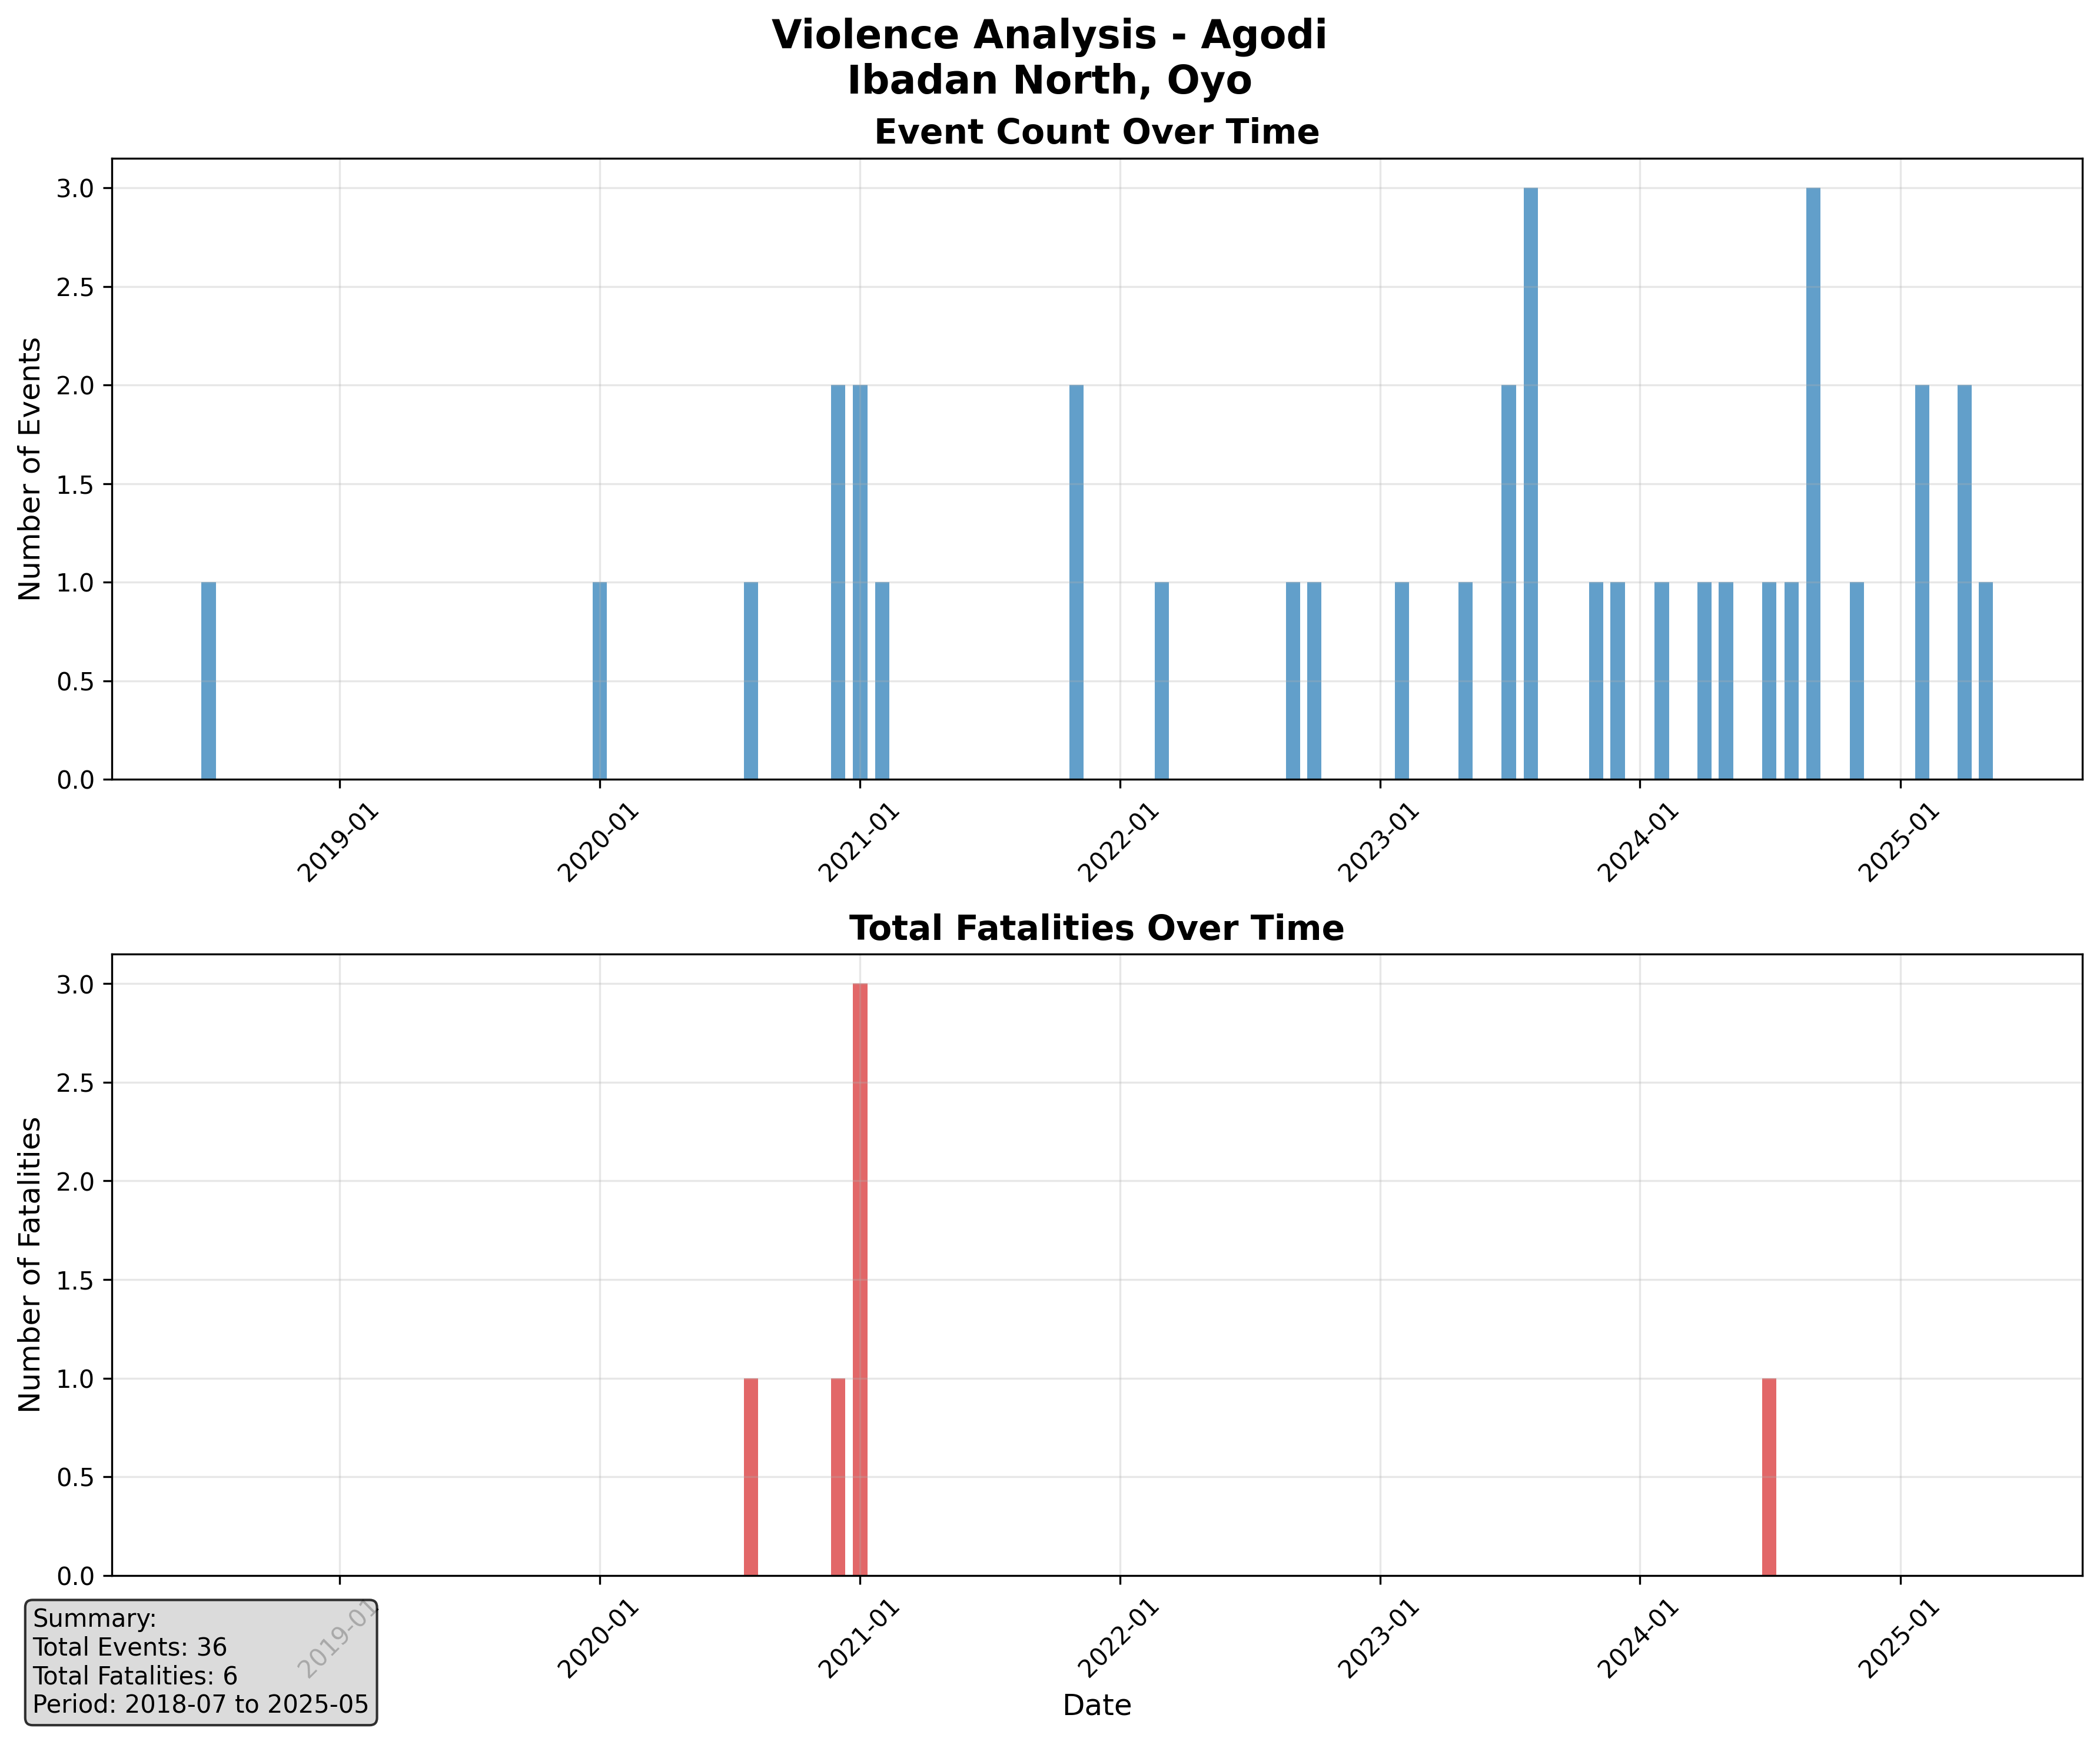 Violence Analysis - Agodi
Ibadan North, Oyo
Event Count Over Time
3.0
2.5
2.0
1.5
1.0
0.5
0.0
Number of Events
2019-01
2020-01
2021-01
2022-01
2023-01
2024-01
2025-01
Total Fatalities Over Time
3.0
2.5
2.0
1.5
1.0
0.5
0.0
Number of Fatalities
2019-01
2020-01
2021-01
2022-01
2023-01
2024-01
2025-01
Date
Summary:
Total Events: 36
Total Fatalities: 6
Period: 2018-07 to 2025-05